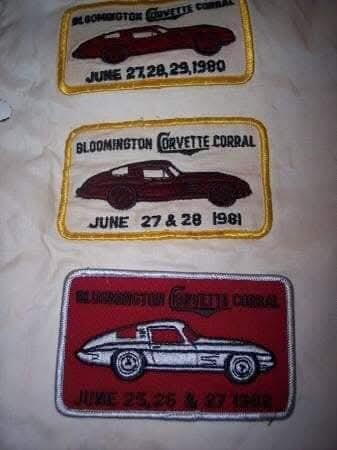 BLOOMINGTON CORVETTE CORRAL
JUNE 27,28,29,1980
BLOOMINGTON CORVETTE CORRAL
JUNE 27 & 28 1981
BLOOMINGTON CORVETTE CORRAL
JUNE 25, 26 & 27 1982